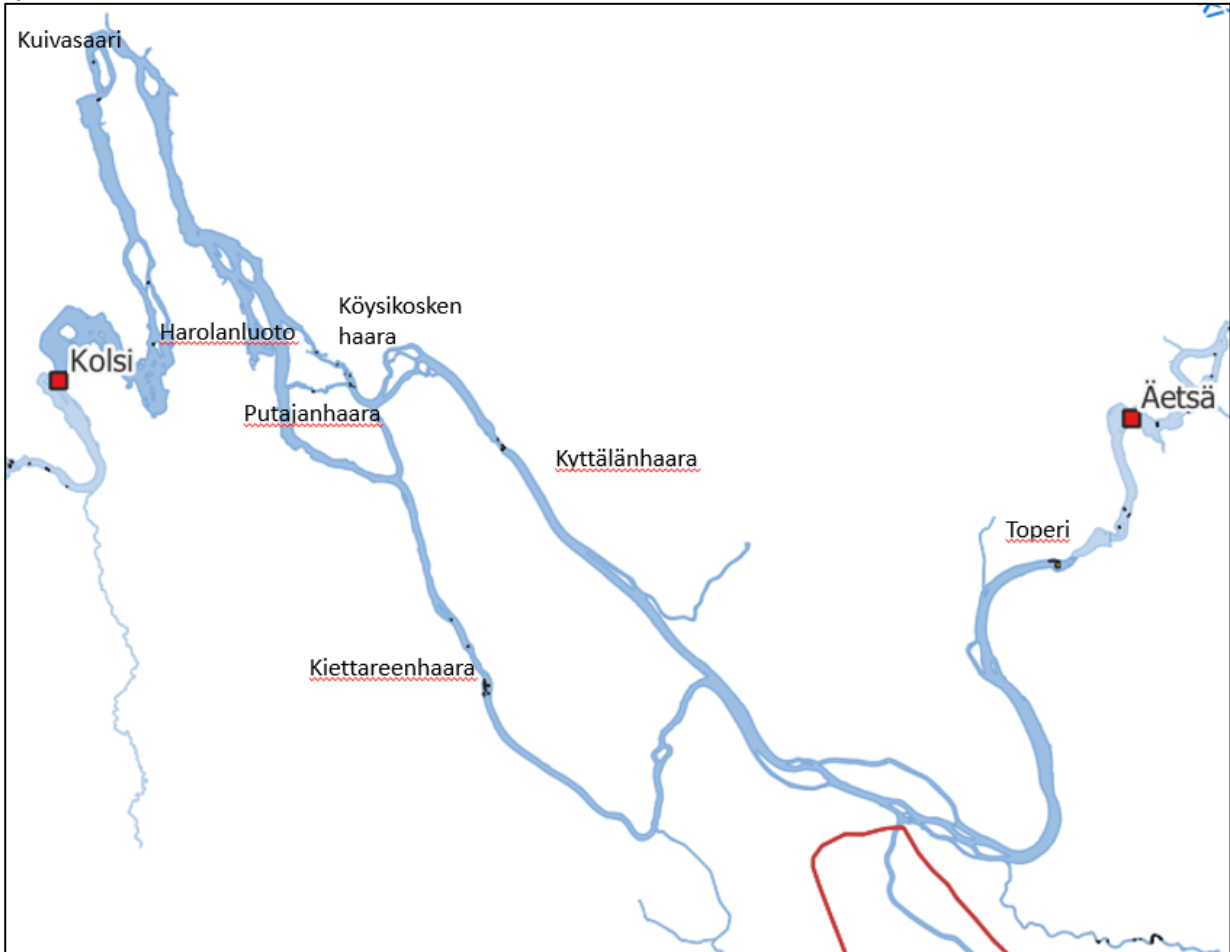 Kuivasaari
Köysikosken
haara
Harolanluoto
Kolsi
Äetsä
Putajanhaara
Kyttälänhaara
Toperi
Kiettareenhaara